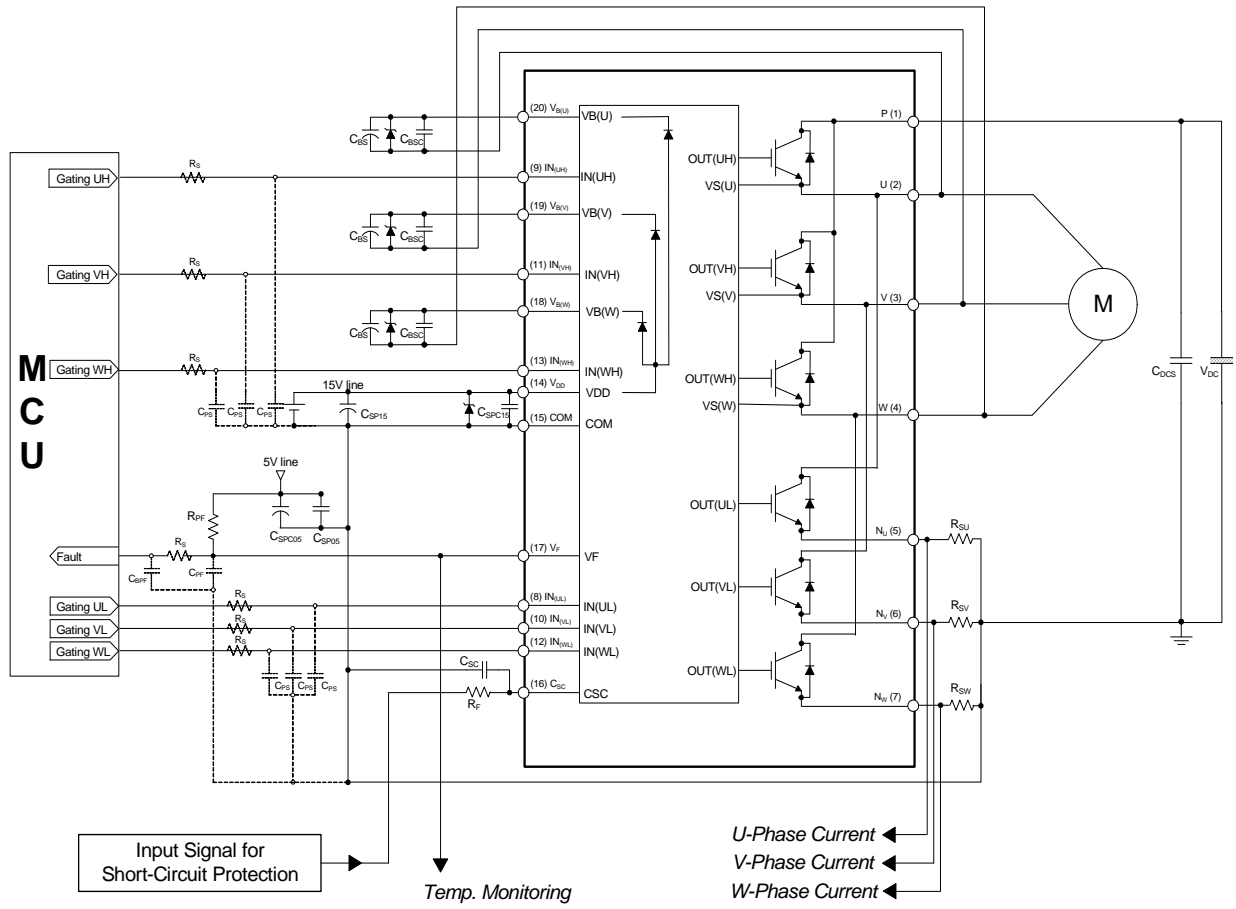 (20) VB(U)
VB(U)
P (1)
CBS
CBSC
MCU
RS
Gating UH
(9) IN(UH)
IN(UH)
OUT(UH)
VS(U)
U (2)
(19) VB(V)
VB(V)
CBS
CBSC
RS
Gating VH
(11) IN(VH)
IN(VH)
OUT(VH)
VS(V)
V (3)
M
(18) VB(W)
VB(W)
CBS
CBSC
RS
Gating WH
(13) IN(WH)
IN(WH)
OUT(WH)
VS(W)
W (4)
CDCS
VDC
15V line
(14) VDD
VDD
CPS
CPS
CPS
CSP15
CSPC15
(15) COM
COM
5V line
RPF
CSPC05
CSP05
OUT(UL)
NU (5)
RSU
Fault
RS
CBPF
CPF
(17) VF
VF
Gating UL
RS
(8) IN(UL)
IN(UL)
OUT(VL)
Gating VL
RS
(10) IN(VL)
IN(VL)
NV (6)
RSV
Gating WL
RS
(12) IN(WL)
IN(WL)
OUT(WL)
CPS
CPS
CPS
CSC
RF
(16) CSC
CSC
NW (7)
RSW
Input Signal for
Short-Circuit Protection
Temp. Monitoring
U-Phase Current
V-Phase Current
W-Phase Current